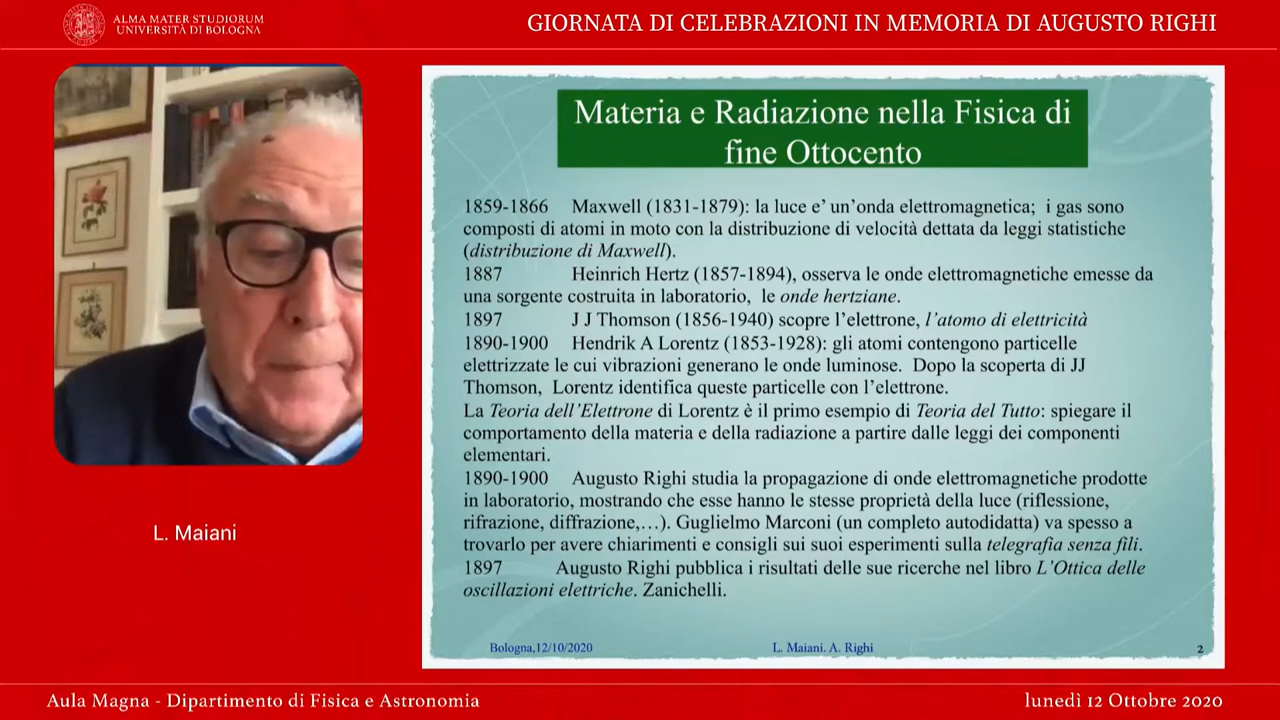 ALMA MATER STUDIORUM
UNIVERSITÀ DI BOLOGNA
GIORNATA DI CELEBRAZIONI IN MEMORIA DI AUGUSTO RIGHI
Materia e Radiazione nella Fisica di
fine Ottocento
1859-1866 Maxwell (1831-1879): la luce e' un'onda elettromagnetica; i gas sono
composti di atomi in moto con la distribuzione di velocità dettata da leggi statistiche
(distribuzione di Maxwell).
1887 Heinrich Hertz (1857-1894), osserva le onde elettromagnetiche emesse da
una sorgente costruita in laboratorio, le onde hertziane.
1897 J J Thomson (1856-1940) scopre l'elettrone, l'atomo di elettricità
1890-1900 Hendrik A Lorentz (1853-1928): gli atomi contengono particelle
elettrizzate le cui vibrazioni generano le onde luminose. Dopo la scoperta di JJ
Thomson, Lorentz identifica queste particelle con l'elettrone.
La Teoria dell'Elettrone di Lorentz è il primo esempio di Teoria del Tutto: spiegare il
comportamento della materia e della radiazione a partire dalle leggi dei componenti
elementari.
1890-1900 Augusto Righi studia la propagazione di onde elettromagnetiche prodotte
in laboratorio, mostrando che esse hanno le stesse proprietà della luce (riflessione,
rifrazione, diffrazione,…). Guglielmo Marconi (un completo autodidatta) va spesso a
trovarlo per avere chiarimenti e consigli sui suoi esperimenti sulla telegrafia senza fili.
1897 Augusto Righi pubblica i risultati delle sue ricerche nel libro L'Ottica delle
oscillazioni elettriche. Zanichelli.
Bologna,12/10/2020 L. Maiani. A. Righi 2
L. Maiani
Aula Magna - Dipartimento di Fisica e Astronomia
lunedì 12 Ottobre 2020